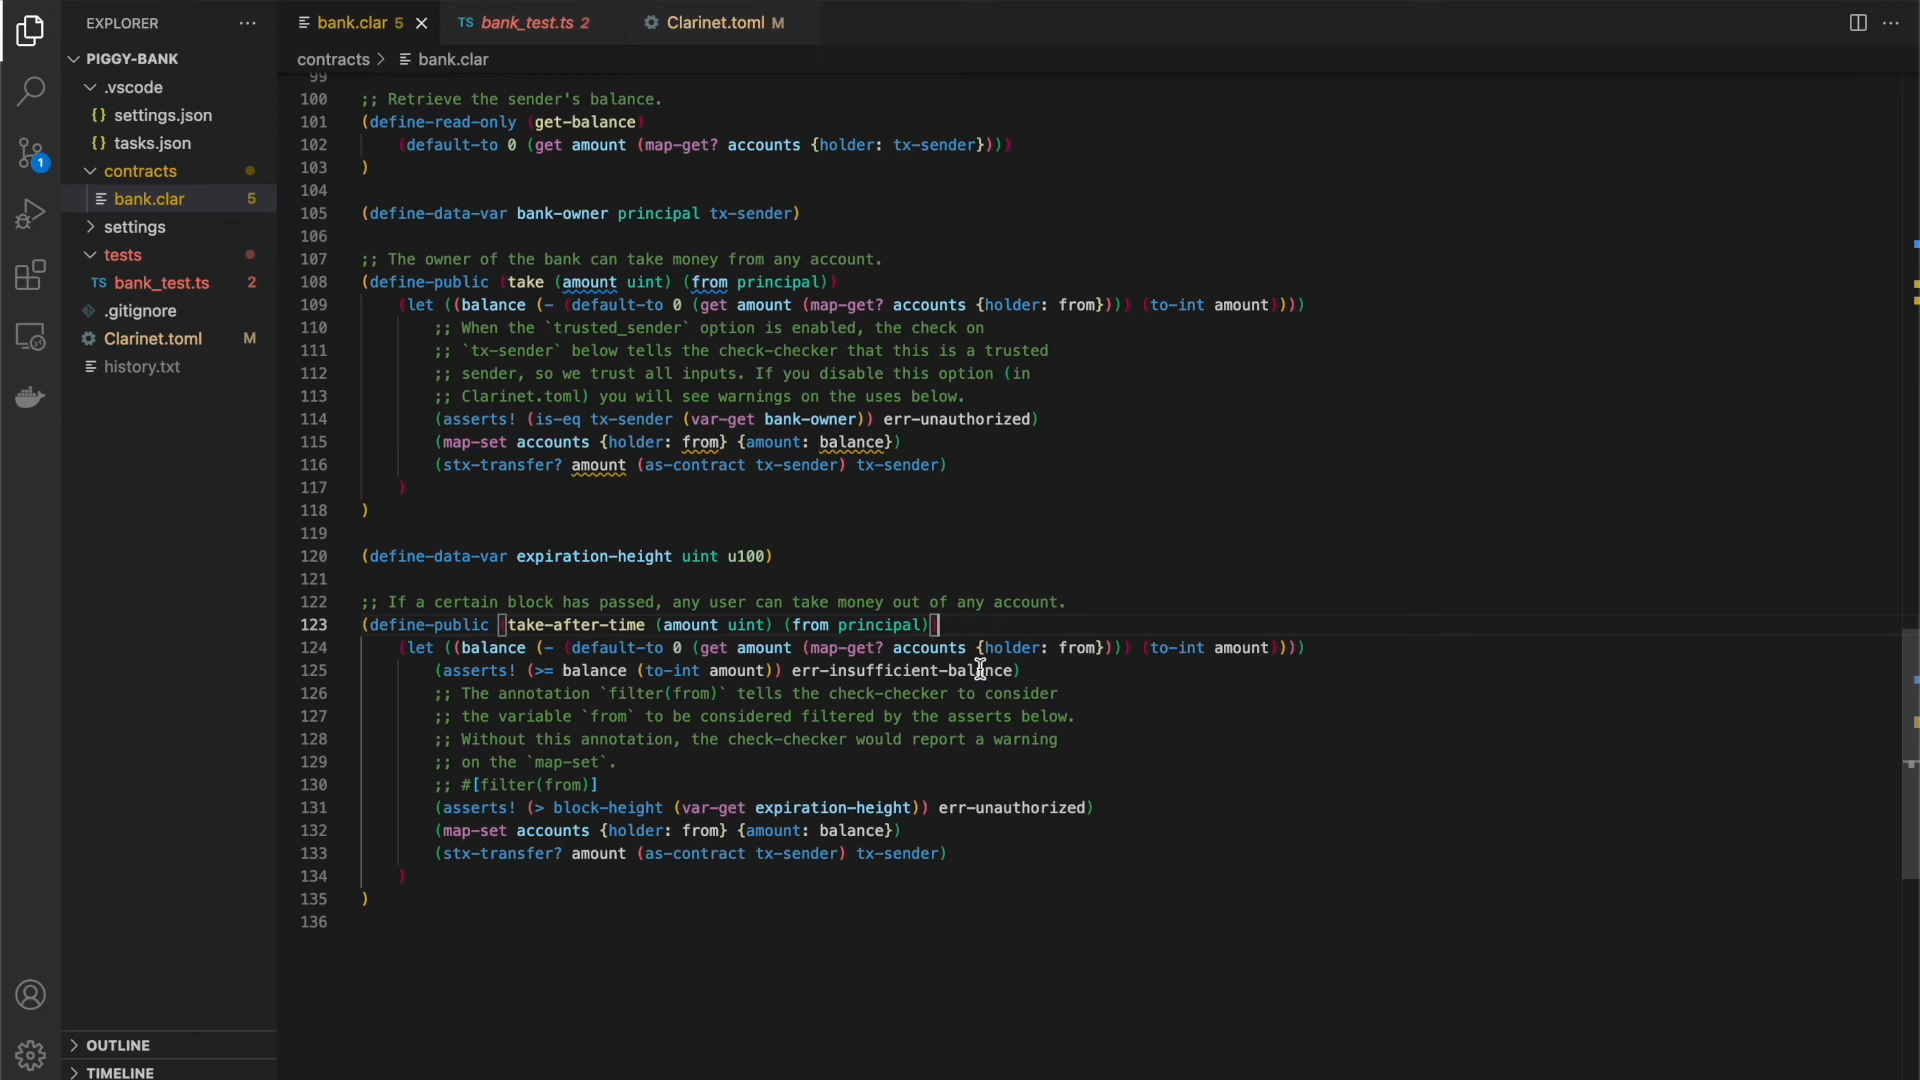 EXPLORER
PIGGY-BANK
.vscode
{} settings.json
{} tasks.json
contracts
bank.clar 5
settings
tests
TS bank_test.ts 2
.gitignore
Clarinet.toml M
history.txt
OUTLINE
TIMELINE
1
bank.clar 5
TS bank_test.ts 2
Clarinet.toml M
contracts > bank.clar
99
100 ;; Retrieve the sender's balance.
101 (define-read-only (get-balance)
102 (default-to 0 (get amount (map-get? accounts {holder: tx-sender})))
103 )
104
105 (define-data-var bank-owner principal tx-sender)
106
107 ;; The owner of the bank can take money from any account.
108 (define-public (take (amount uint) (from principal))
109 (let ((balance (- (default-to 0 (get amount (map-get? accounts {holder: from}))) (to-int amount))))
110 ;; When the `trusted_sender` option is enabled, the check on
111 ;; `tx-sender` below tells the check-checker that this is a trusted
112 ;; sender, so we trust all inputs. If you disable this option (in
113 ;; Clarinet.toml) you will see warnings on the uses below.
114 (asserts! (is-eq tx-sender (var-get bank-owner)) err-unauthorized)
115 (map-set accounts {holder: from} {amount: balance})
116 (stx-transfer? amount (as-contract tx-sender) tx-sender)
117 )
118 )
119
120 (define-data-var expiration-height uint u100)
121
122 ;; If a certain block has passed, any user can take money out of any account.
123 (define-public (take-after-time (amount uint) (from principal))
124 (let ((balance (- (default-to 0 (get amount (map-get? accounts {holder: from}))) (to-int amount))))
125 (asserts! (>= balance (to-int amount)) err-insufficient-balance)
126 ;; The annotation `filter(from)` tells the check-checker to consider
127 ;; the variable `from` to be considered filtered by the asserts below.
128 ;; Without this annotation, the check-checker would report a warning
129 ;; on the `map-set`.
130 ;; #[filter(from)]
131 (asserts! (> block-height (var-get expiration-height)) err-unauthorized)
132 (map-set accounts {holder: from} {amount: balance})
133 (stx-transfer? amount (as-contract tx-sender) tx-sender)
134 )
135 )
136